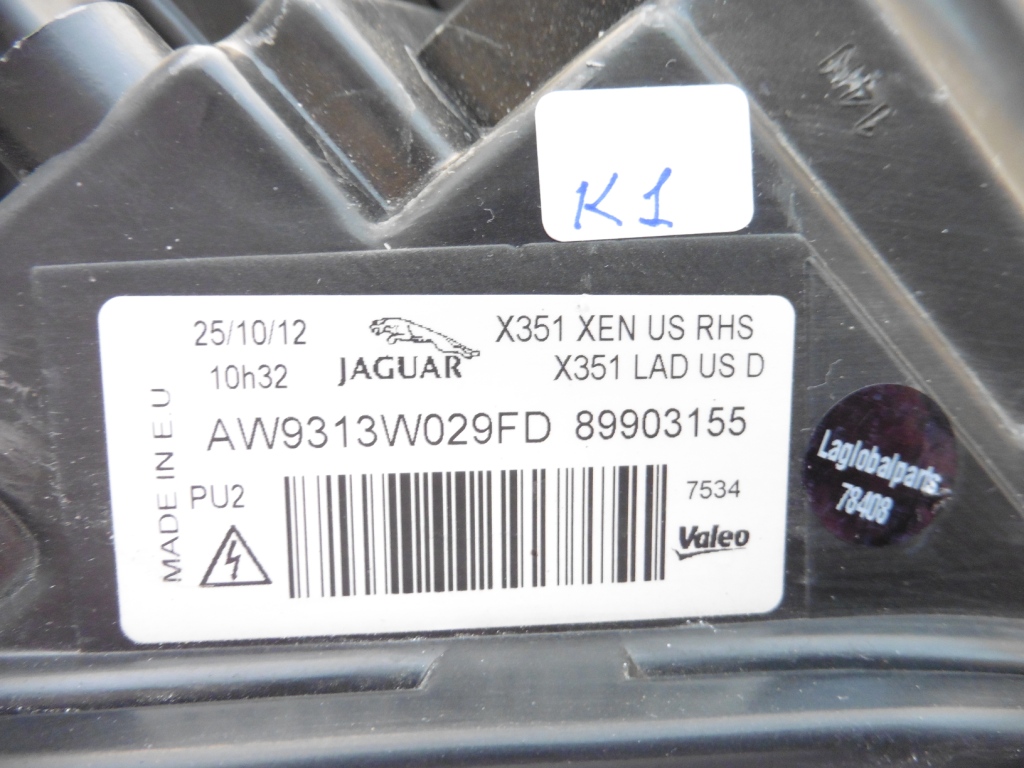 K1
25/10/12
10h32
JAGUAR
X351 XEN US RHS
X351 LAD US D
MADE IN E.U
AW9313W029FD 89903155
PU2
7534
Valeo
Laglobalparts
78408